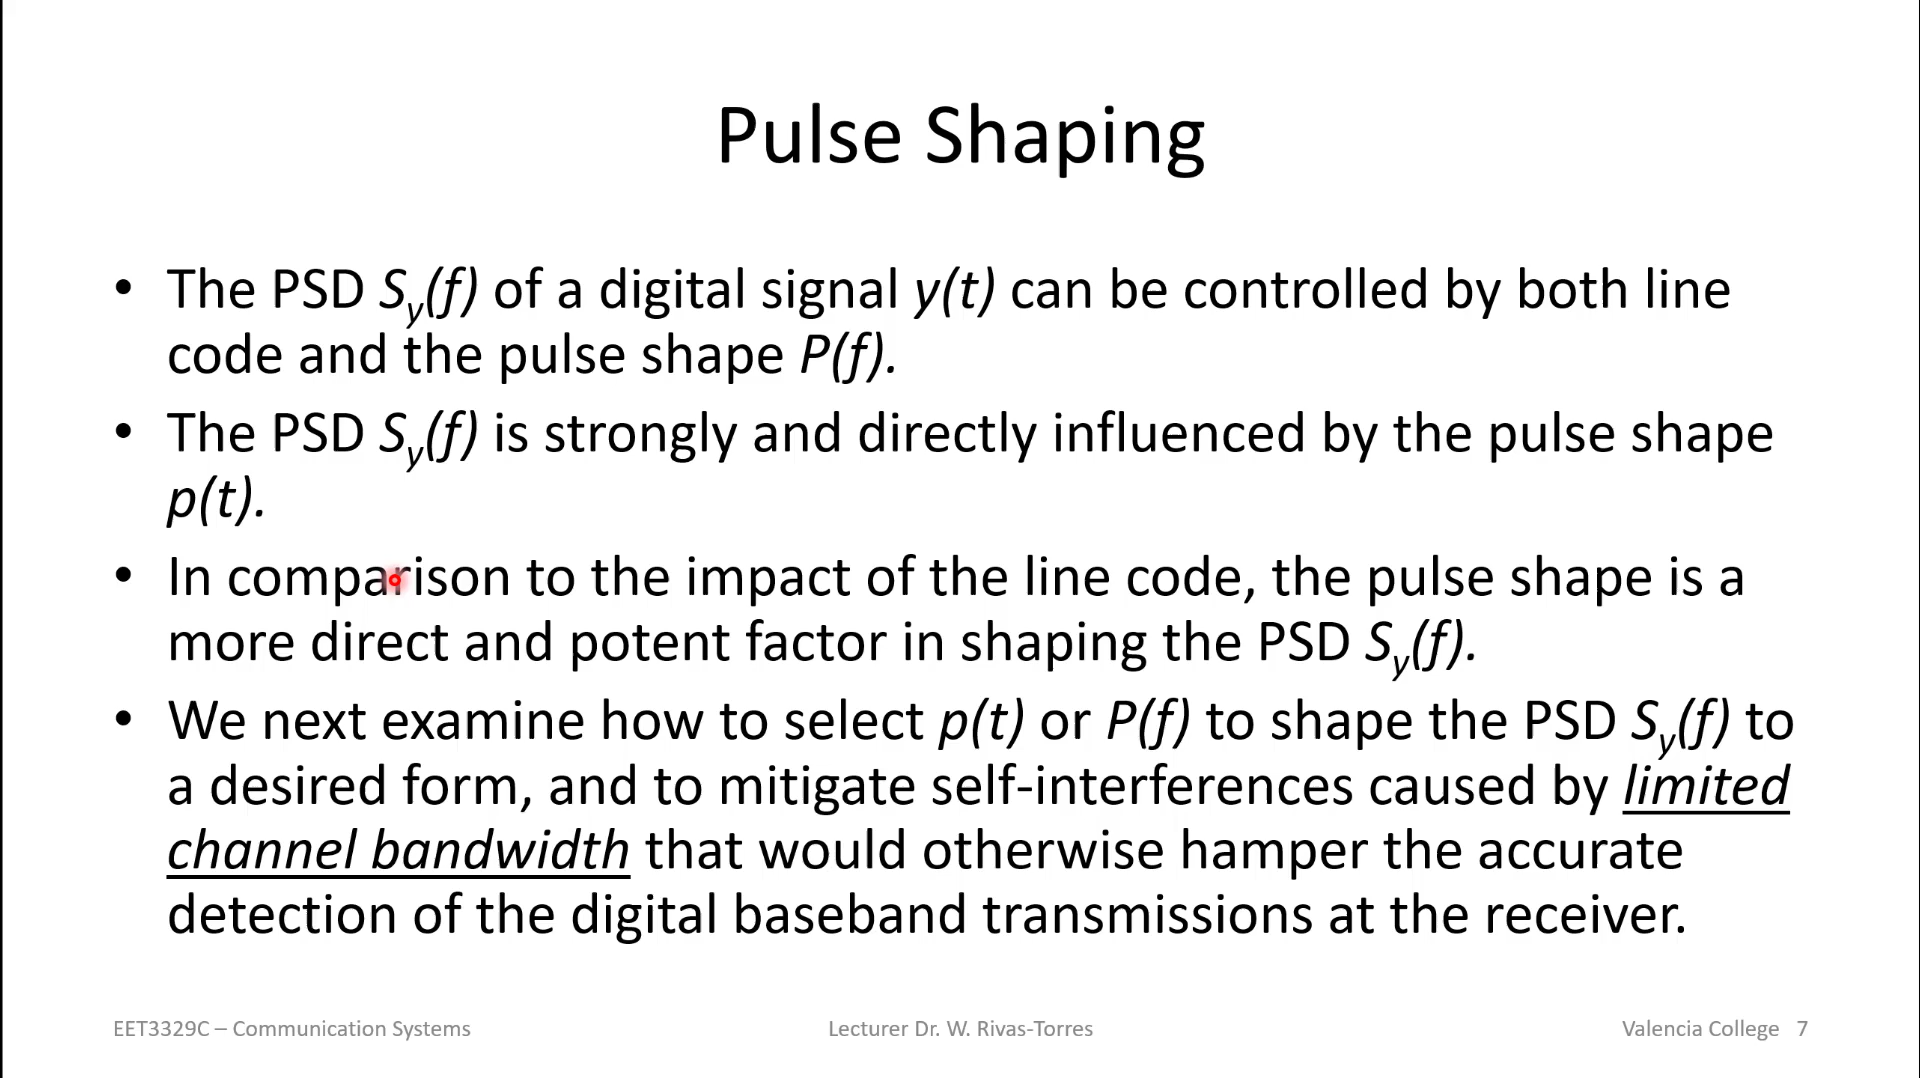 Pulse Shaping
• The PSD Sy(f) of a digital signal y(t) can be controlled by both line
code and the pulse shape P(f).
• The PSD Sy(f) is strongly and directly influenced by the pulse shape
p(t).
• In comparison to the impact of the line code, the pulse shape is a
more direct and potent factor in shaping the PSD Sy(f).
• We next examine how to select p(t) or P(f) to shape the PSD Sy(f) to
a desired form, and to mitigate self-interferences caused by limited
channel bandwidth that would otherwise hamper the accurate
detection of the digital baseband transmissions at the receiver.
EET3329C – Communication Systems
Lecturer Dr. W. Rivas-Torres
Valencia College 7